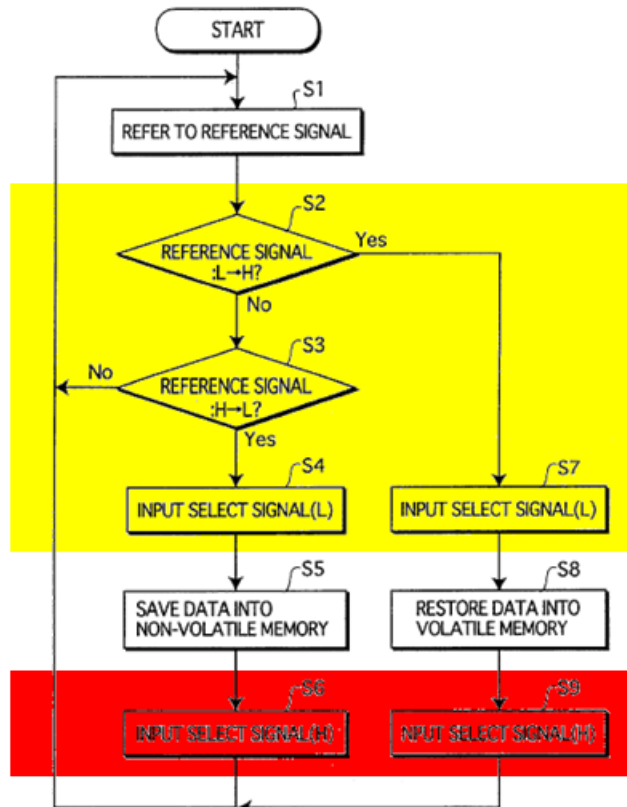 START
S1
REFER TO REFERENCE SIGNAL
S2
REFERENCE SIGNAL
:L→H?
Yes
No
S3
REFERENCE SIGNAL
:H→L?
No
Yes
S4
INPUT SELECT SIGNAL(L)
S7
INPUT SELECT SIGNAL(L)
S5
SAVE DATA INTO
NON-VOLATILE MEMORY
S8
RESTORE DATA INTO
VOLATILE MEMORY
S6
INPUT SELECT SIGNAL(H)
S9
NPUT SELECT SIGNAL(H)